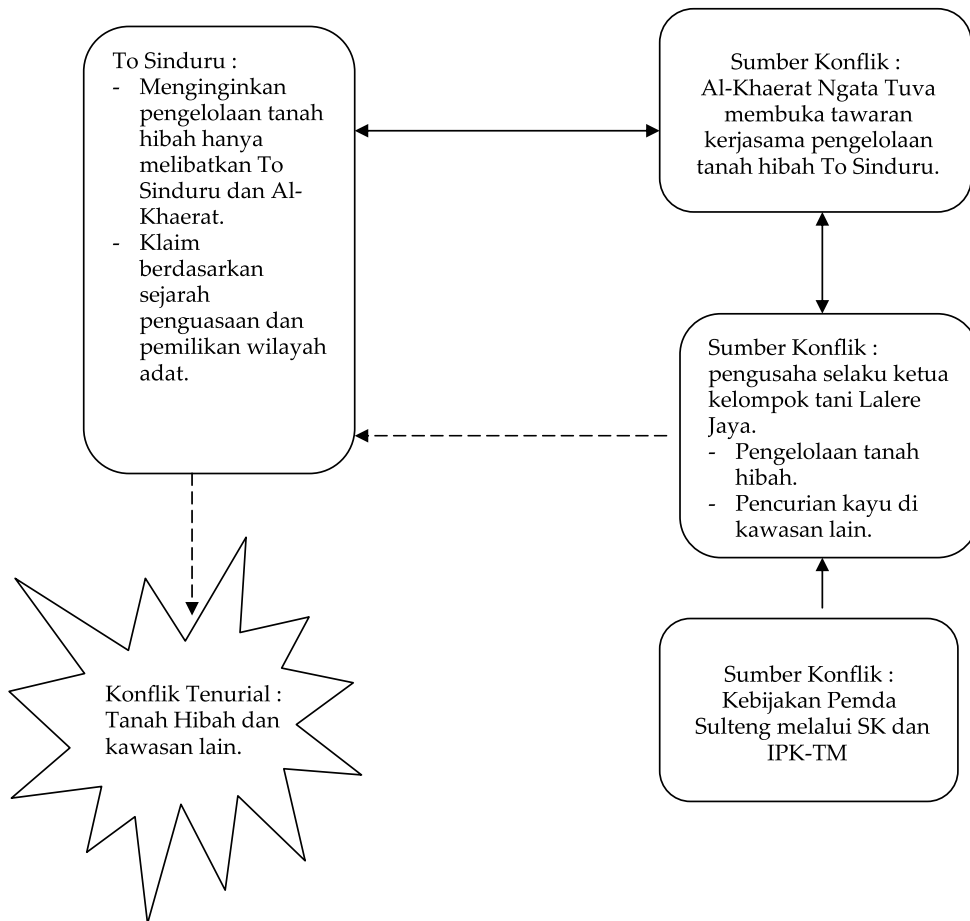 To Sinduru :
- Menginginkan
pengelolaan tanah
hibah hanya
melibatkan To
Sinduru dan Al-
Khaerat.
- Klaim
berdasarkan
sejarah
penguasaan dan
pemilikan wilayah
adat.
Sumber Konflik :
Al-Khaerat Ngata Tuva
membuka tawaran
kerjasama pengelolaan
tanah hibah To Sinduru.
Sumber Konflik :
pengusaha selaku ketua
kelompok tani Lalere
Jaya.
- Pengelolaan tanah
hibah.
- Pencurian kayu di
kawasan lain.
Konflik Tenurial :
Tanah Hibah dan
kawasan lain.
Sumber Konflik :
Kebijakan Pemda
Sulteng melalui SK dan
IPK-TM